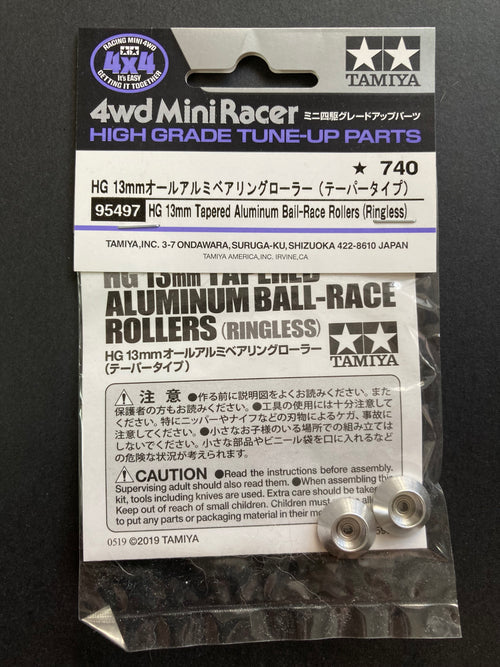 RACING MINI 4WD
4x4
It's EASY
GETTING IT TOGETHER
TAMIYA
4wd Mini Racer ミニ四駆グレードアップパーツ
HIGH GRADE TUNE-UP PARTS
★ 740
HG 13mmオールアルミベアリングローラー（テーパータイプ）
95497 HG 13mm Tapered Aluminum Ball-Race Rollers (Ringless)
TAMIYA,INC. 3-7 ONDAWARA,SURUGA-KU,SHIZUOKA 422-8610 JAPAN
TAMIYA AMERICA,INC. IRVINE,CA
HG 13mm TAPERED
ALUMINUM BALL-RACE
ROLLERS (RINGLESS)
TAMIYA
HG 13mmオールアルミベアリングローラー
（テーパータイプ）
注意 ●作る前に説明図をよくお読みください。また
保護者の方もお読みください。●工具の使用には十分注意して
ください。特にニッパーやナイフなどの刃物によるケガ、事故に
注意してください。●小さなお子様のいる場所での組み立ては
しないでください。小さな部品やビニール袋を口に入れるなど
の危険な状況が考えられます。
CAUTION ●Read the instructions before assembly.
Supervising adult should also read them. ●When assembling this
kit, tools including knives are used. Extra care should be taken
Keep out of reach of small children. Children must
to put any parts or packaging material in their
0519 ©2019 TAMIYA